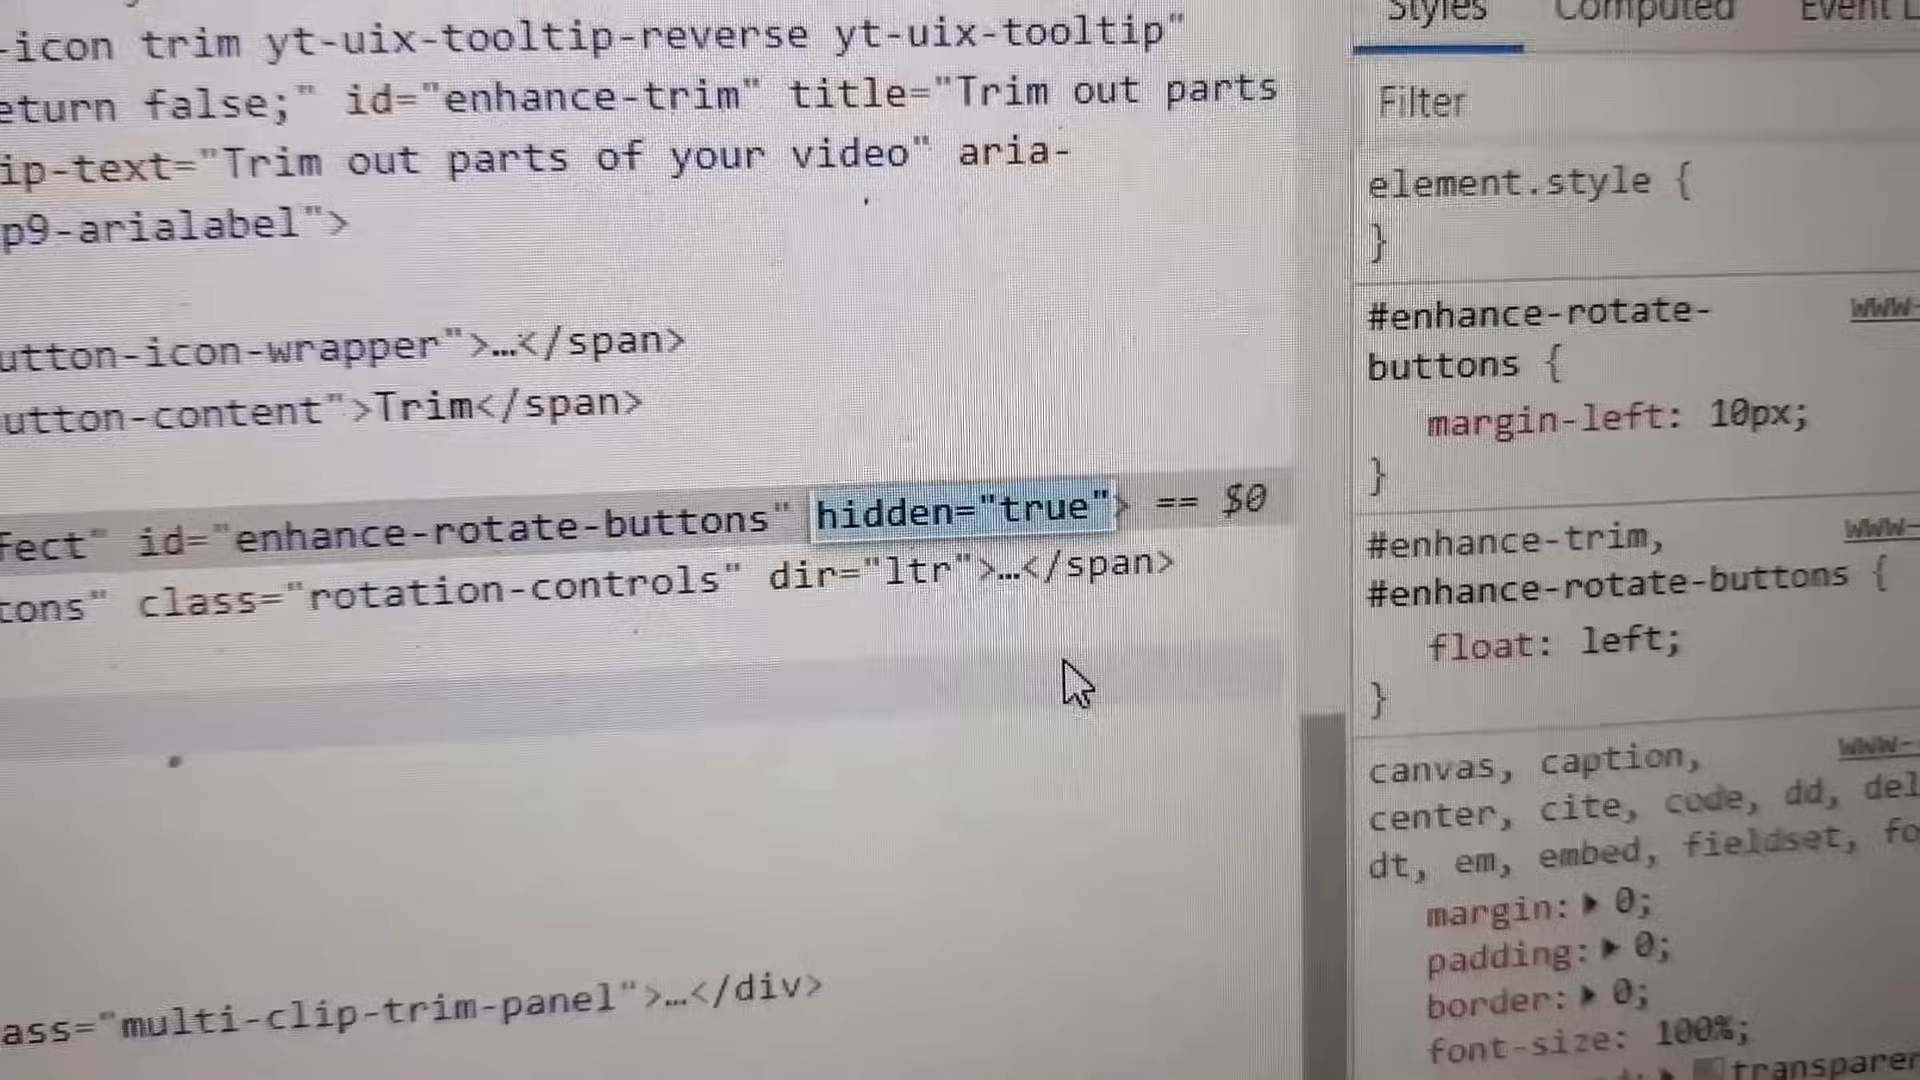 -icon trim yt-uix-tooltip-reverse yt-uix-tooltip"
eturn false;" id="enhance-trim" title="Trim out parts
ip-text="Trim out parts of your video" aria-
p9-arialabel">
utton-icon-wrapper">…</span>
utton-content">Trim</span>
fect" id="enhance-rotate-buttons" hidden="true"> == $0
tons" class="rotation-controls" dir="ltr">…</span>
ass="multi-clip-trim-panel">…</div>
Styles Computed Event L
Filter
element.style {
}
#enhance-rotate- www-
buttons {
margin-left: 10px;
}
#enhance-trim, www-
#enhance-rotate-buttons {
float: left;
}
canvas, caption, www-
center, cite, code, dd, del
dt, em, embed, fieldset, fo
margin: 0;
padding: 0;
border: 0;
font-size: 100%;
transparen